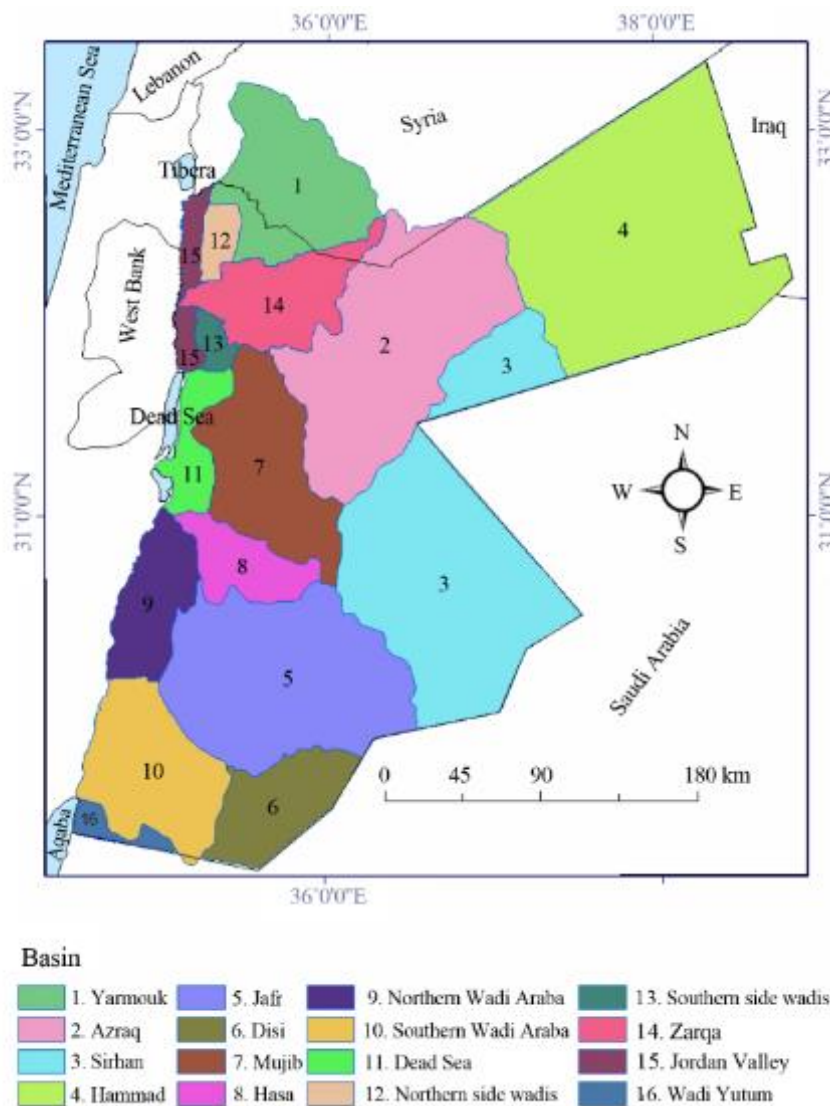 36°0'0"E
38°0'0"E
33°0'0"N
33°0'0"N
Mediterranean Sea
Lebanon
Syria
Iraq
Tibera
1
4
12
15
West Bank
14
2
13
15
3
Dead Sea
11
7
N
W
E
S
31°0'0"N
31°0'0"N
8
3
9
5
Saudi Arabia
10
0
45
90
180 km
6
16
Aqaba
36°0'0"E
38°0'0"E
Basin
1. Yarmouk
5. Jafr
9. Northern Wadi Araba
13. Southern side wadis
2. Azraq
6. Disi
10. Southern Wadi Araba
14. Zarqa
3. Sirhan
7. Mujib
11. Dead Sea
15. Jordan Valley
4. Hammad
8. Hasa
12. Northern side wadis
16. Wadi Yutum